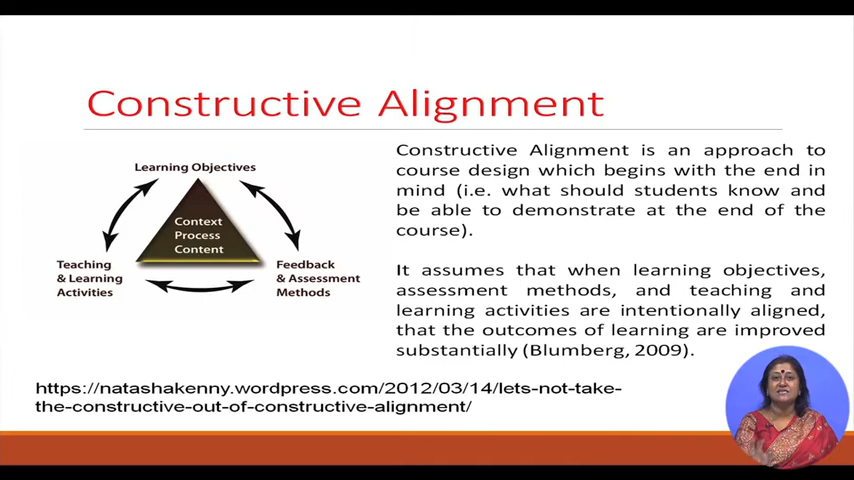 Constructive Alignment
Learning Objectives
Context
Process
Content
Teaching
& Learning
Activities
Feedback
& Assessment
Methods
Constructive Alignment is an approach to
course design which begins with the end in
mind (i.e. what should students know and
be able to demonstrate at the end of the
course).
It assumes that when learning objectives,
assessment methods, and teaching and
learning activities are intentionally aligned,
that the outcomes of learning are improved
substantially (Blumberg, 2009).
https://natashakenny.wordpress.com/2012/03/14/lets-not-take-
the-constructive-out-of-constructive-alignment/